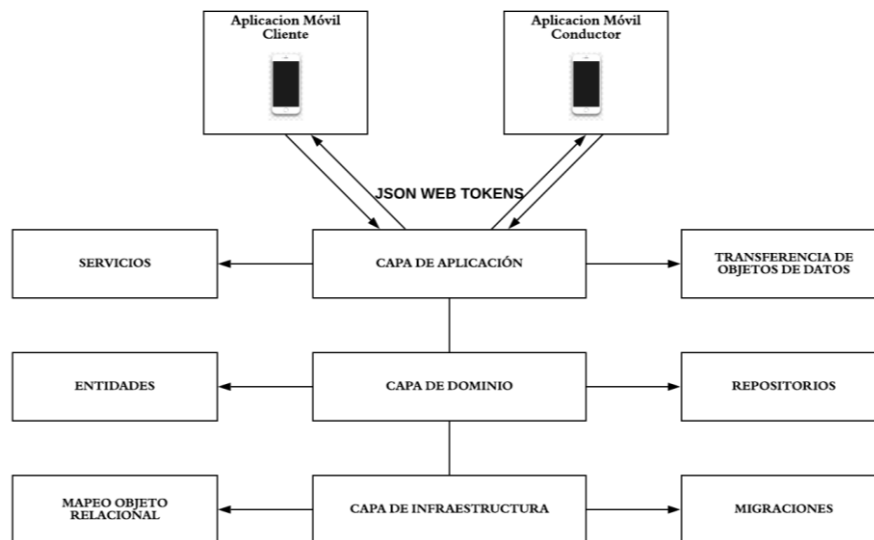 Aplicacion Móvil
Cliente
Aplicacion Móvil
Conductor
JSON WEB TOKENS
SERVICIOS
CAPA DE APLICACIÓN
TRANSFERENCIA DE
OBJETOS DE DATOS
ENTIDADES
CAPA DE DOMINIO
REPOSITORIOS
MAPEO OBJETO
RELACIONAL
CAPA DE INFRAESTRUCTURA
MIGRACIONES